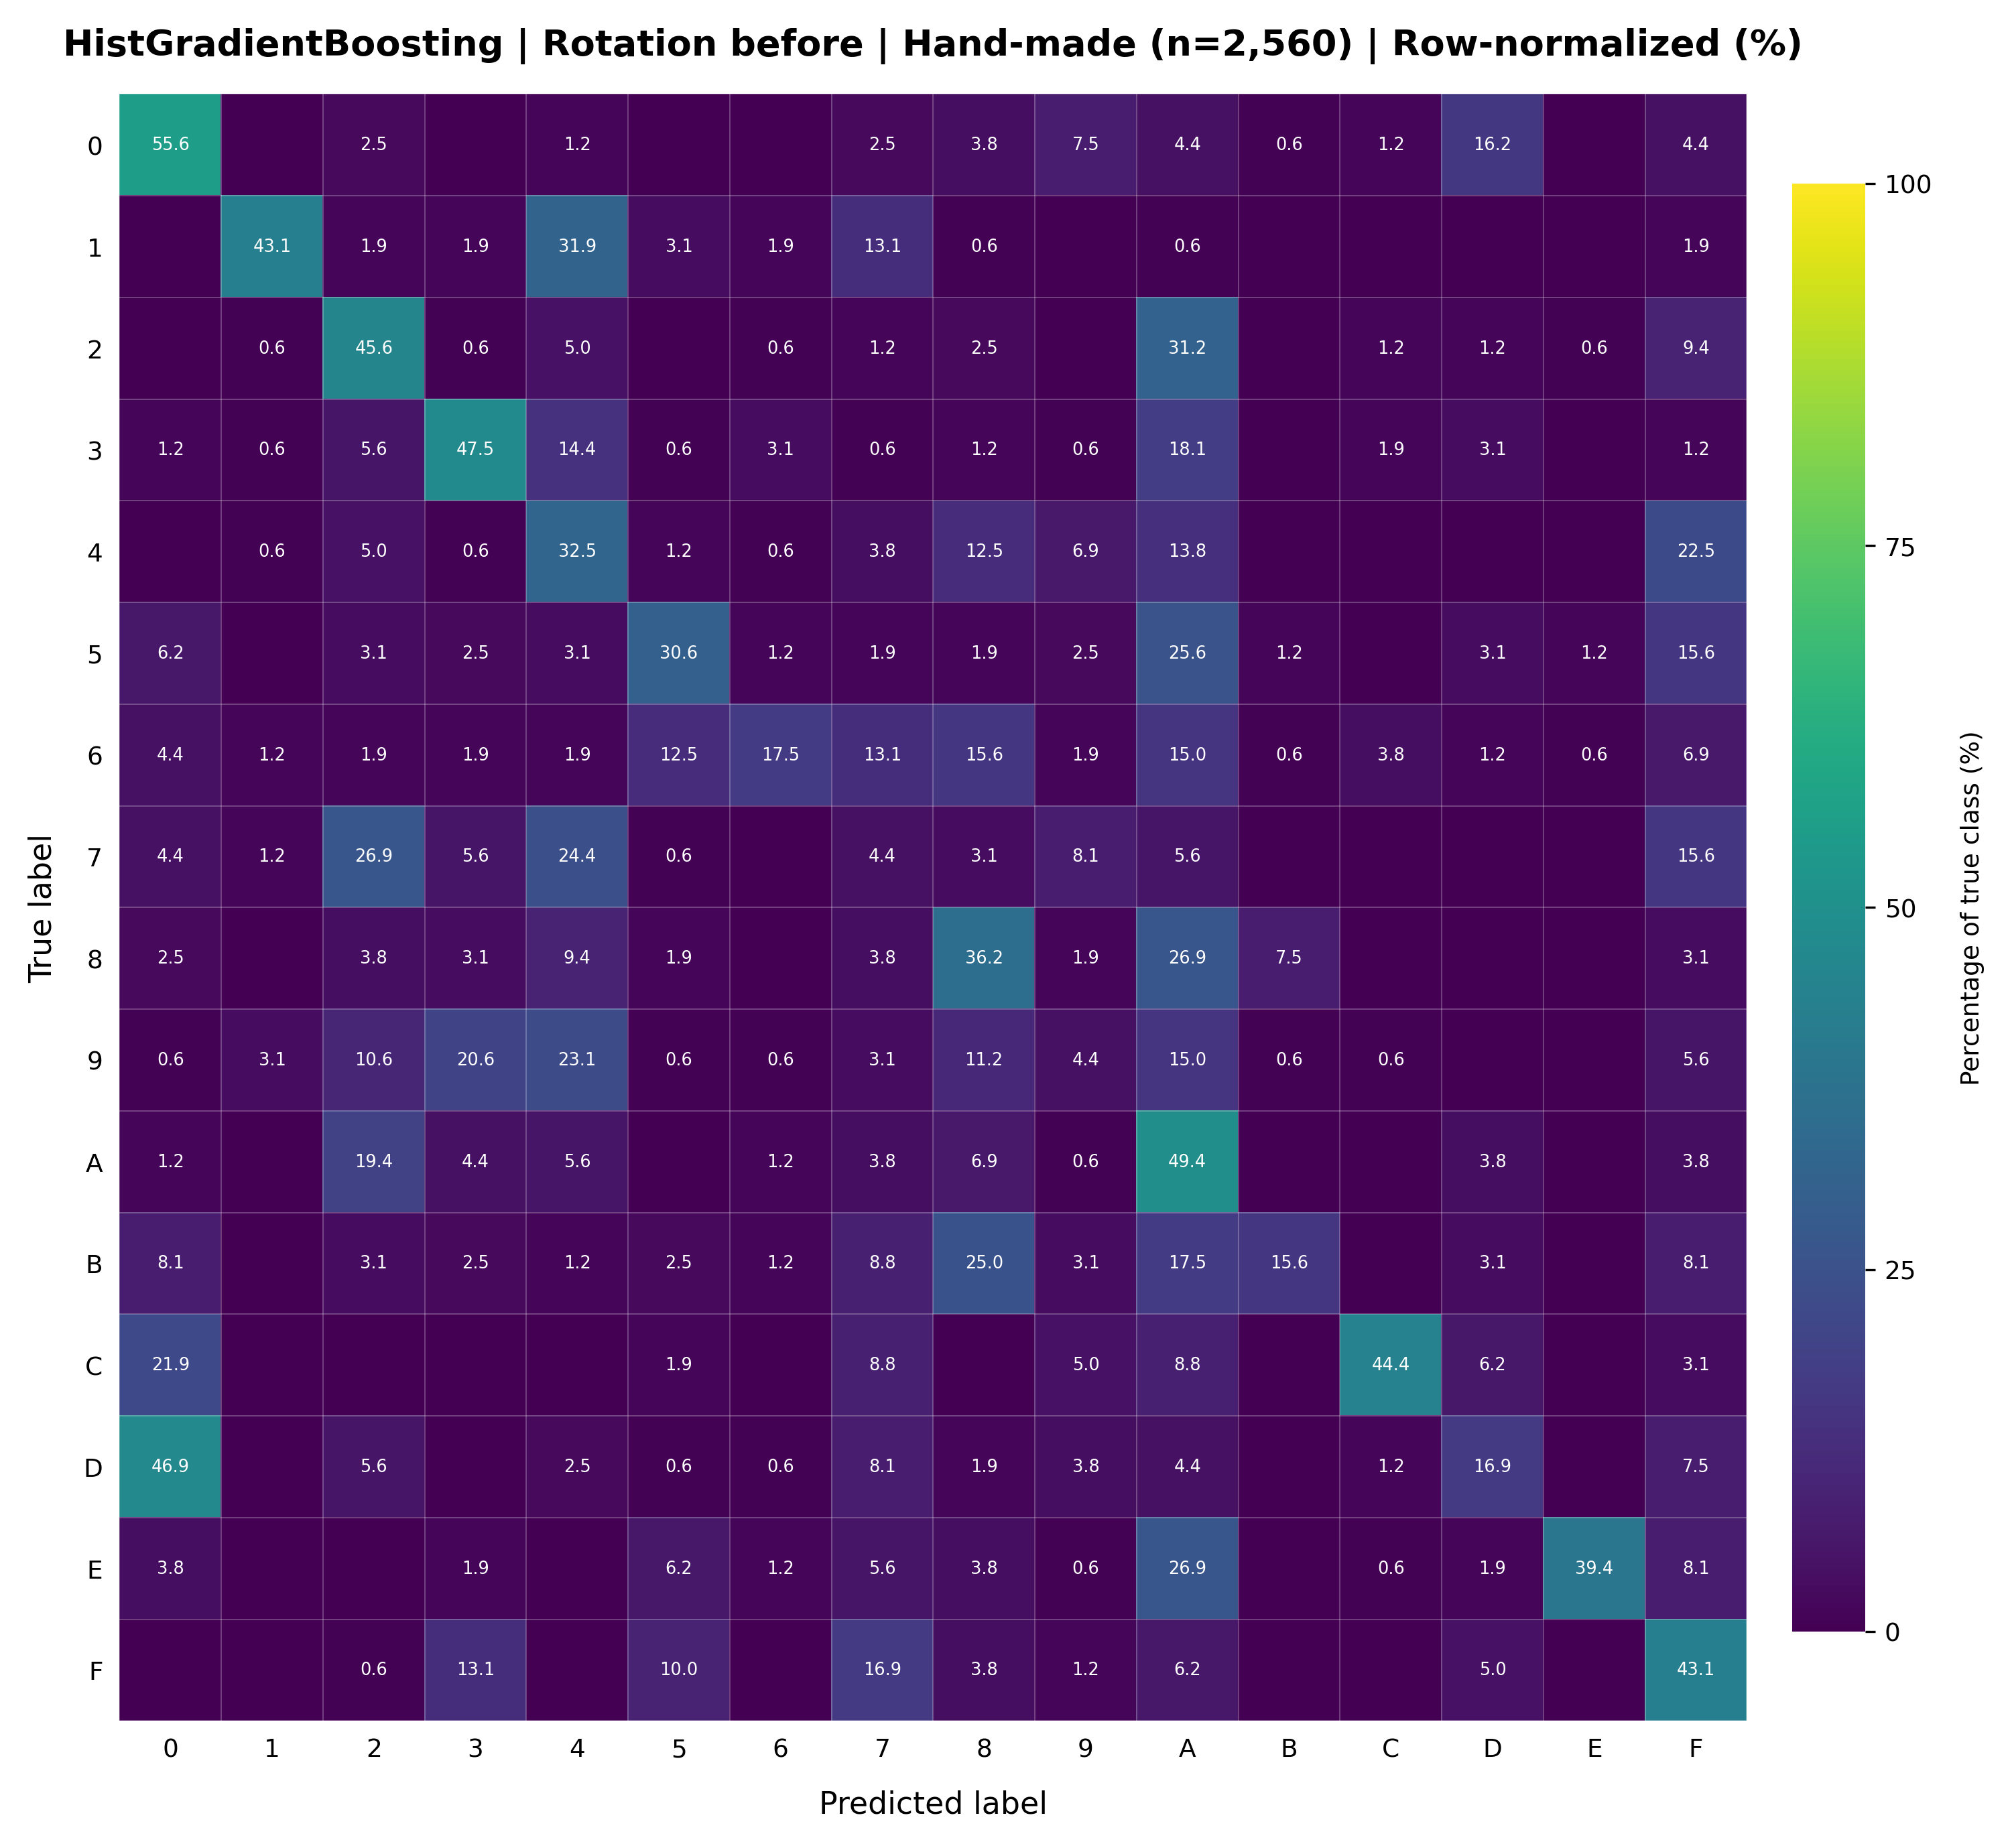 HistGradientBoosting | Rotation before | Hand-made (n=2,560) | Row-normalized (%)
0 55.6 2.5 1.2 2.5 3.8 7.5 4.4 0.6 1.2 16.2 4.4
1 43.1 1.9 1.9 31.9 3.1 1.9 13.1 0.6 0.6 1.9
2 0.6 45.6 0.6 5.0 0.6 1.2 2.5 31.2 1.2 1.2 0.6 9.4
3 1.2 0.6 5.6 47.5 14.4 0.6 3.1 0.6 1.2 0.6 18.1 1.9 3.1 1.2
4 0.6 5.0 0.6 32.5 1.2 0.6 3.8 12.5 6.9 13.8 22.5
5 6.2 3.1 2.5 3.1 30.6 1.2 1.9 1.9 2.5 25.6 1.2 3.1 1.2 15.6
6 4.4 1.2 1.9 1.9 1.9 12.5 17.5 13.1 15.6 1.9 15.0 0.6 3.8 1.2 0.6 6.9
7 4.4 1.2 26.9 5.6 24.4 0.6 4.4 3.1 8.1 5.6 15.6
8 2.5 3.8 3.1 9.4 1.9 3.8 36.2 1.9 26.9 7.5 3.1
9 0.6 3.1 10.6 20.6 23.1 0.6 0.6 3.1 11.2 4.4 15.0 0.6 0.6 5.6
A 1.2 19.4 4.4 5.6 1.2 3.8 6.9 0.6 49.4 3.8 3.8
B 8.1 3.1 2.5 1.2 2.5 1.2 8.8 25.0 3.1 17.5 15.6 3.1 8.1
C 21.9 1.9 8.8 5.0 8.8 44.4 6.2 3.1
D 46.9 5.6 2.5 0.6 0.6 8.1 1.9 3.8 4.4 1.2 16.9 7.5
E 3.8 1.9 6.2 1.2 5.6 3.8 0.6 26.9 0.6 1.9 39.4 8.1
F 0.6 13.1 10.0 16.9 3.8 1.2 6.2 5.0 43.1
0 1 2 3 4 5 6 7 8 9 A B C D E F
Predicted label
True label
100
75
50
25
0
Percentage of true class (%)